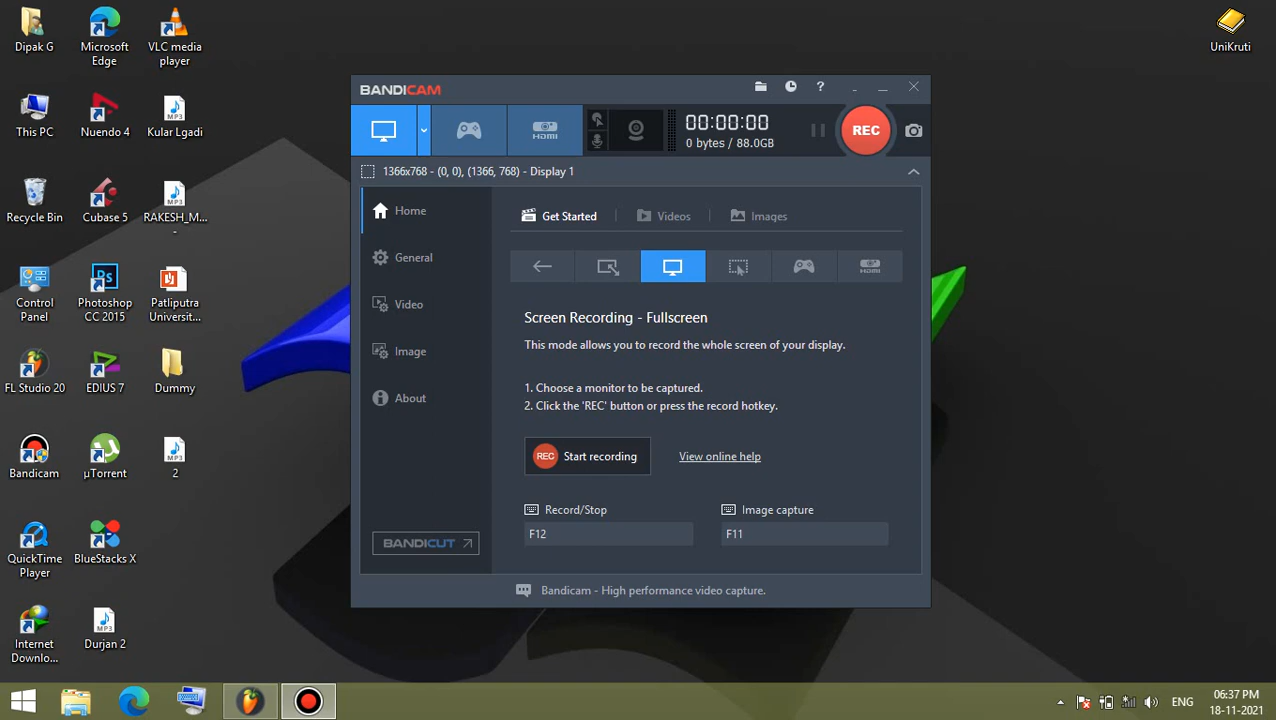 Dipak G
Microsoft
Edge
VLC media
player
UniKruti
This PC
Nuendo 4
Kular Lgadi
Recycle Bin
Cubase 5
RAKESH_M...
-
Control
Panel
Photoshop
CC 2015
Patliputra
Universit...
FL Studio 20
EDIUS 7
Dummy
Bandicam
µTorrent
2
QuickTime
Player
BlueStacks X
Internet
Downlo...
Durjan 2
BANDICAM
?
HDMI
00:00:00
0 bytes / 88.0GB
REC
1366x768 - (0, 0), (1366, 768) - Display 1
Home
General
Video
Image
About
BANDICUT
Get Started
Videos
Images
HDMI
Screen Recording - Fullscreen
This mode allows you to record the whole screen of your display.
1. Choose a monitor to be captured.
2. Click the 'REC' button or press the record hotkey.
REC Start recording
View online help
Record/Stop
Image capture
F12
F11
Bandicam - High performance video capture.
ENG
06:37 PM
18-11-2021